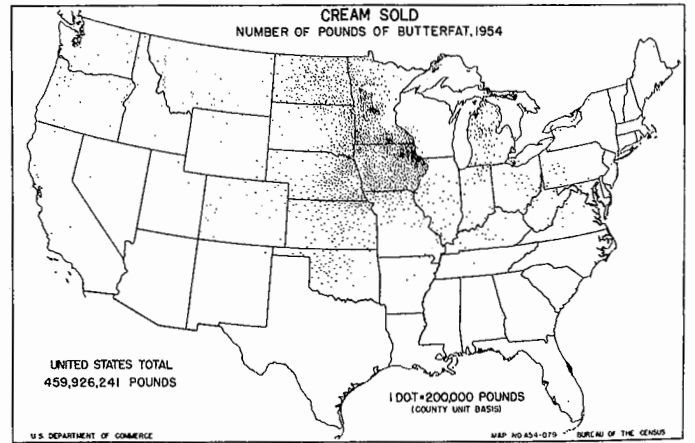 CREAM SOLD
NUMBER OF POUNDS OF BUTTERFAT, 1954
UNITED STATES TOTAL
459,926,241 POUNDS
1 DOT=200,000 POUNDS
(COUNTY UNIT BASIS)
U.S. DEPARTMENT OF COMMERCE
MAP NO A54-079 BUREAU OF THE CENSUS